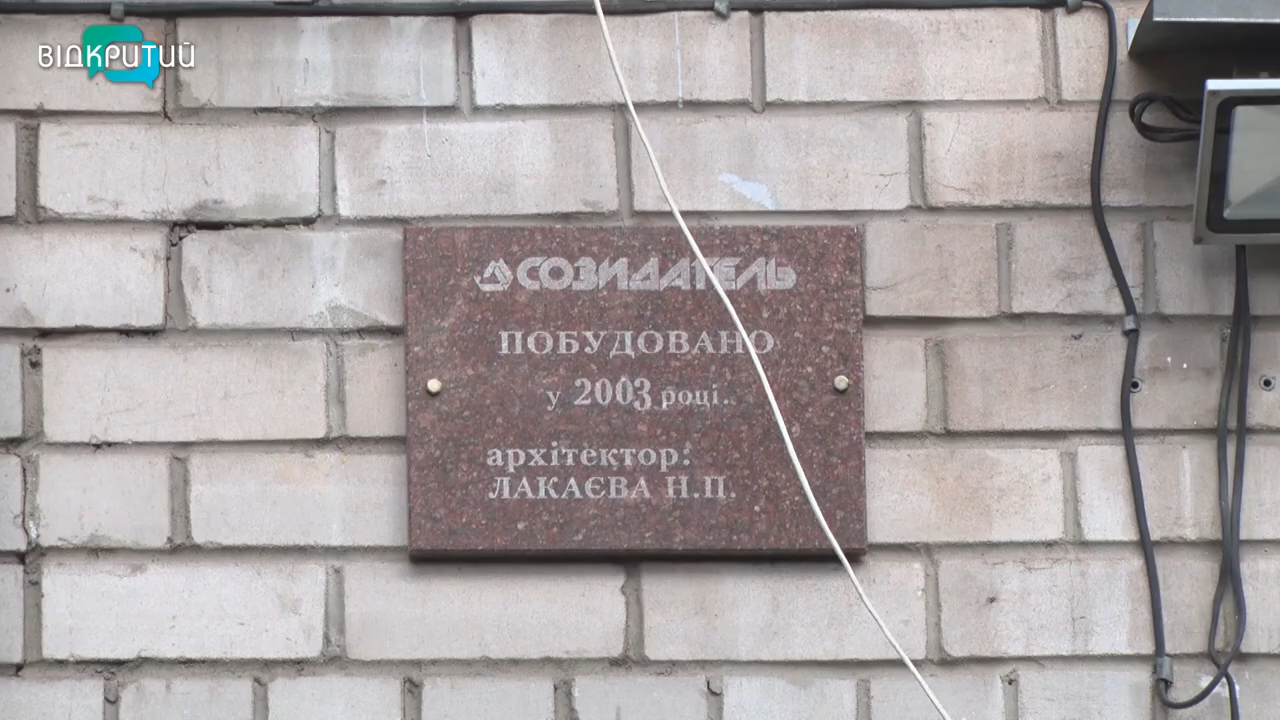 ВІДКРИТИЙ
СОЗИДАТЕЛЬ
ПОБУДОВАНО
у 2003 році.
архітектор:
ЛАКАЄВА Н.П.